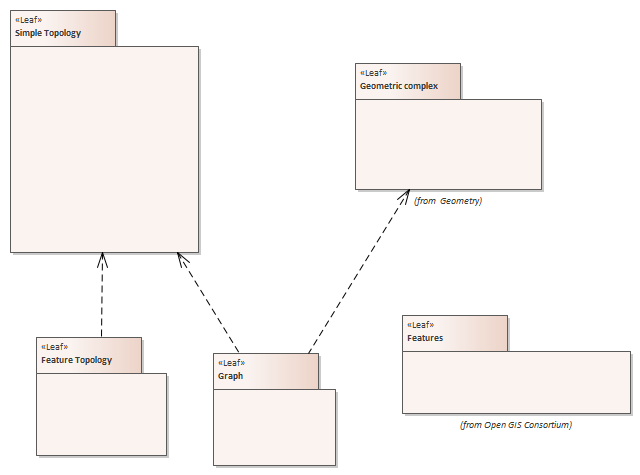 «Leaf»
Simple Topology
«Leaf»
Geometric complex
(from Geometry)
«Leaf»
Features
(from Open GIS Consortium)
«Leaf»
Feature Topology
«Leaf»
Graph